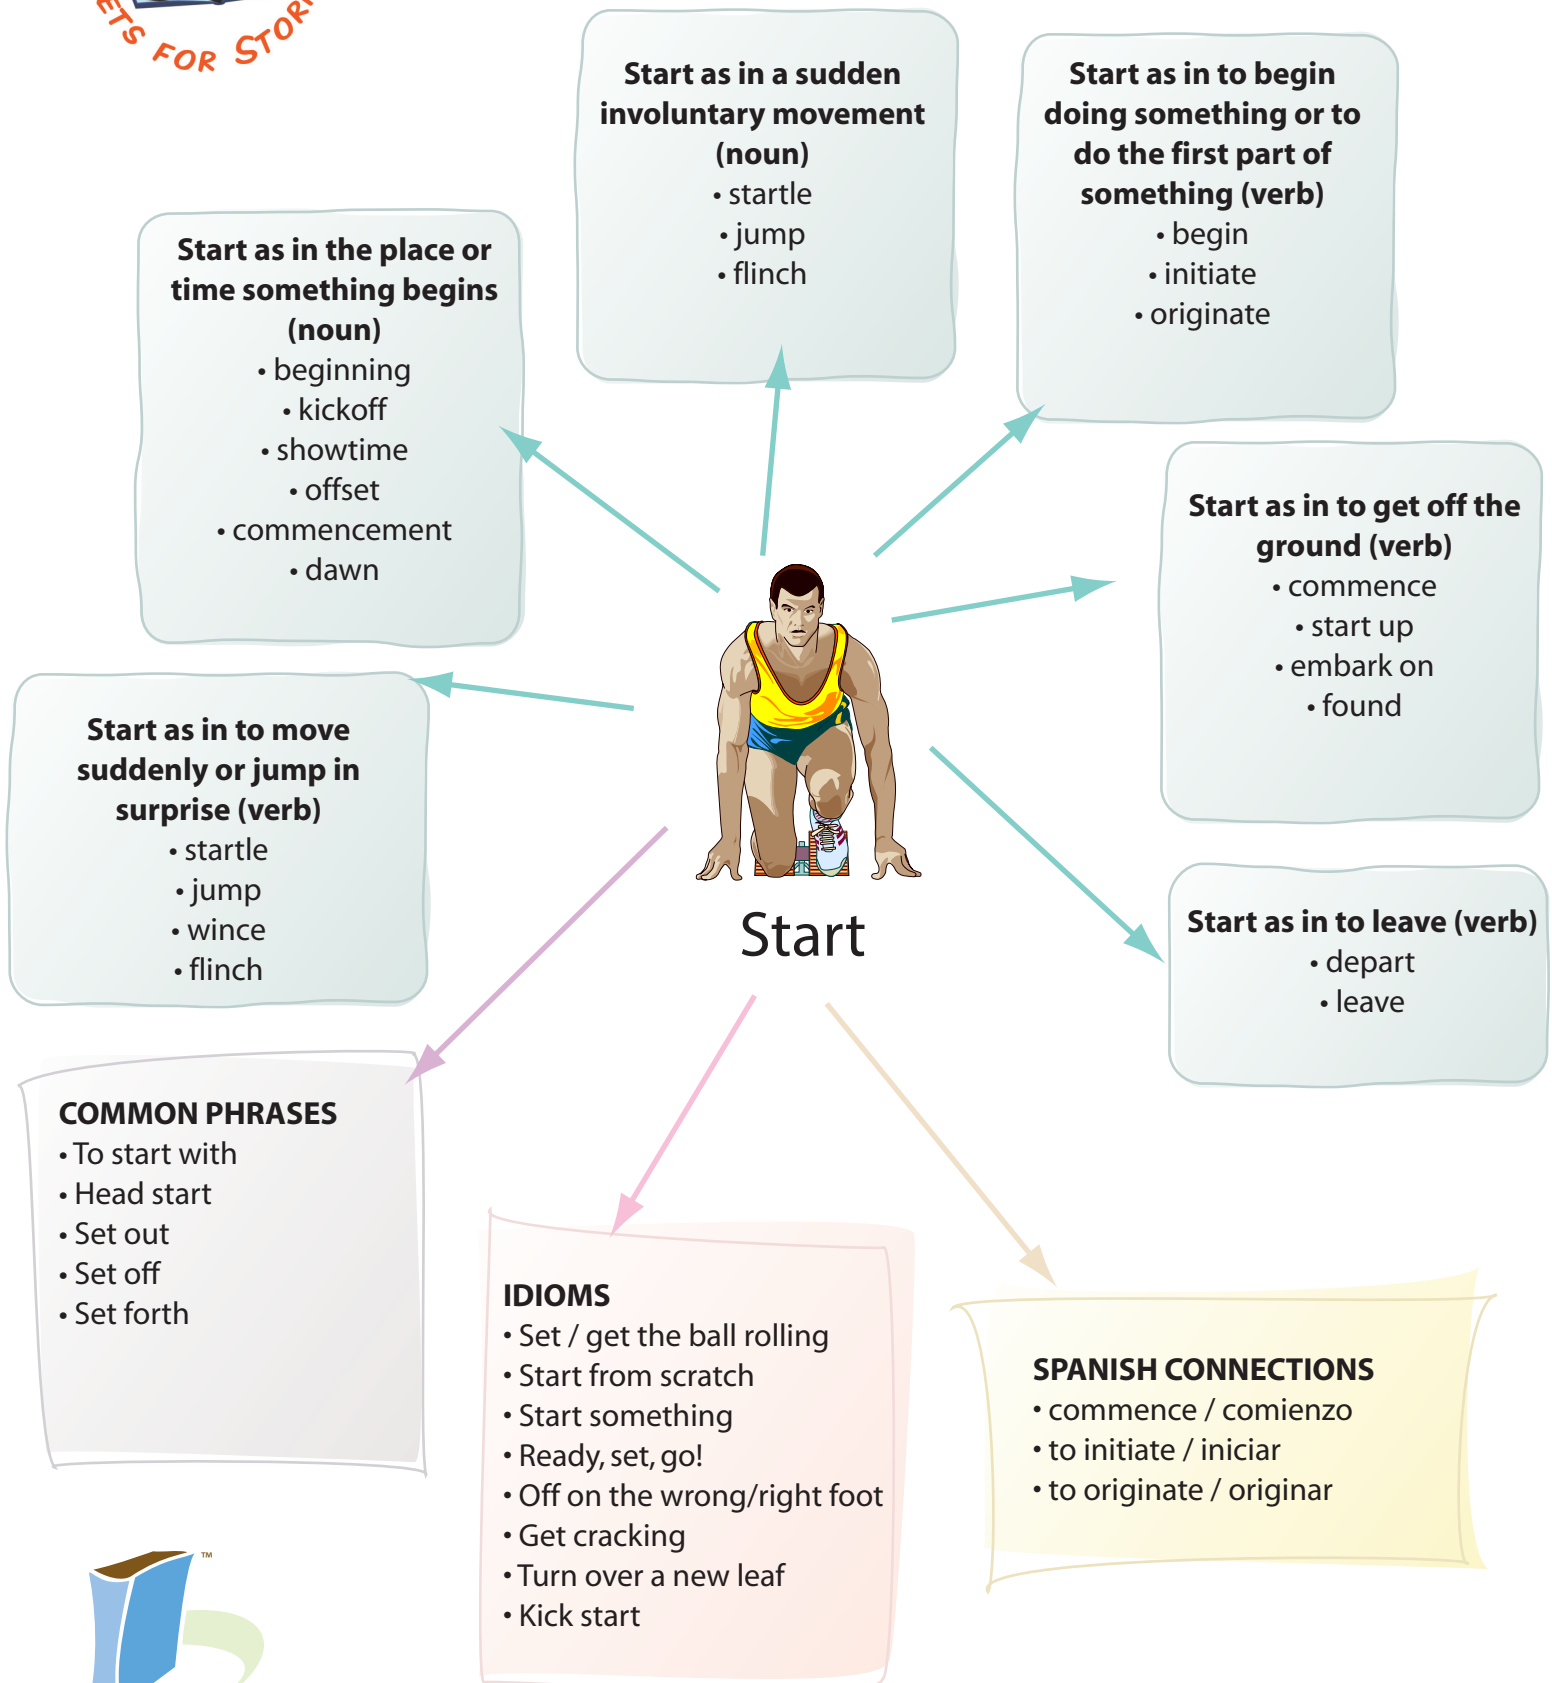 FOR
Start as in a sudden
involuntary movement
(noun)
• startle
• jump
• flinch
Start as in to begin
doing something or to
do the first part of
something (verb)
• begin
• initiate
• originate
Start as in the place or
time something begins
(noun)
• beginning
• kickoff
• showtime
• offset
• commencement
• dawn
Start as in to get off the
ground (verb)
• commence
• start up
• embark on
• found
Start as in to move
suddenly or jump in
surprise (verb)
• startle
• jump
• wince
• flinch
Start
Start as in to leave (verb)
• depart
• leave
COMMON PHRASES
• To start with
• Head start
• Set out
• Set off
• Set forth
IDIOMS
• Set / get the ball rolling
• Start from scratch
• Start something
• Ready, set, go!
• Off on the wrong/right foot
• Get cracking
• Turn over a new leaf
• Kick start
SPANISH CONNECTIONS
• commence / comienzo
• to initiate / iniciar
• to originate / originar
™